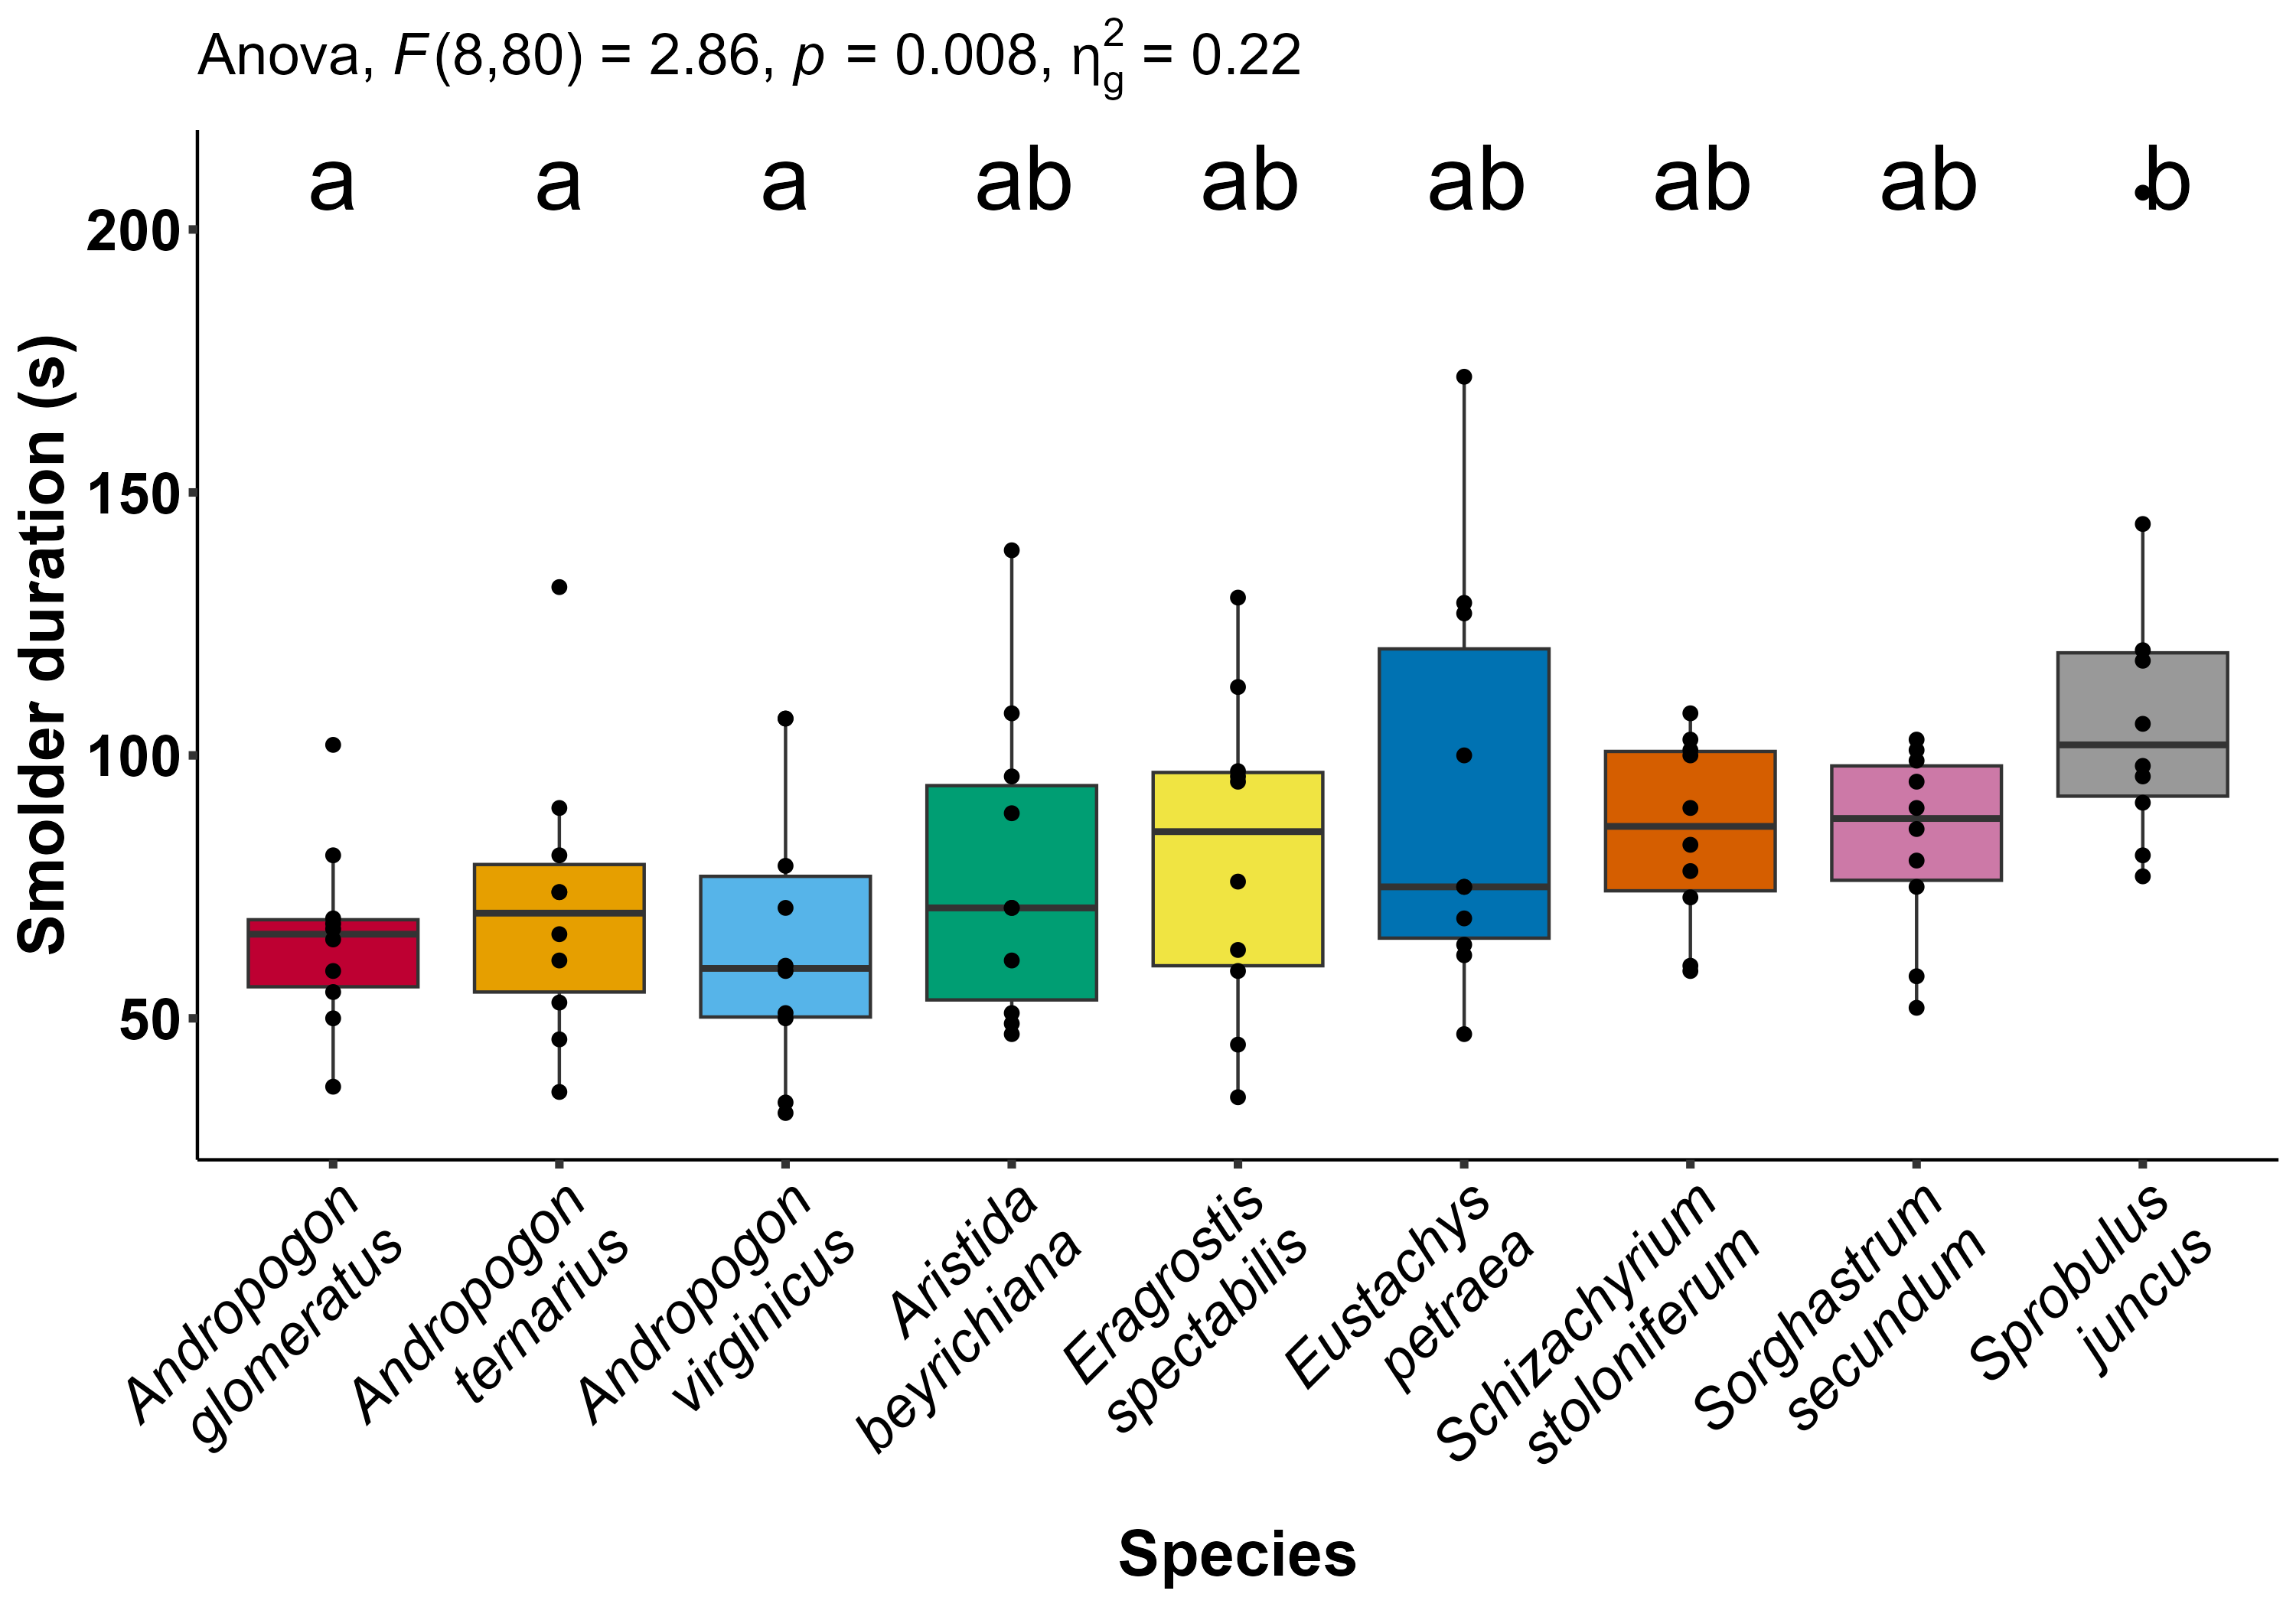 Anova, F(8,80) = 2.86, p = 0.008, η²g = 0.22
a a a ab ab ab ab ab b
Smolder duration (s)
200
150
100
50
Andropogon
glomeratus
Andropogon
ternarius
Andropogon
virginicus
Aristida
beyrichiana
Eragrostis
spectabilis
Eustachys
petraea
Schizachyrium
stoloniferum
Sorghastrum
secundum
Sprobulus
juncus
Species